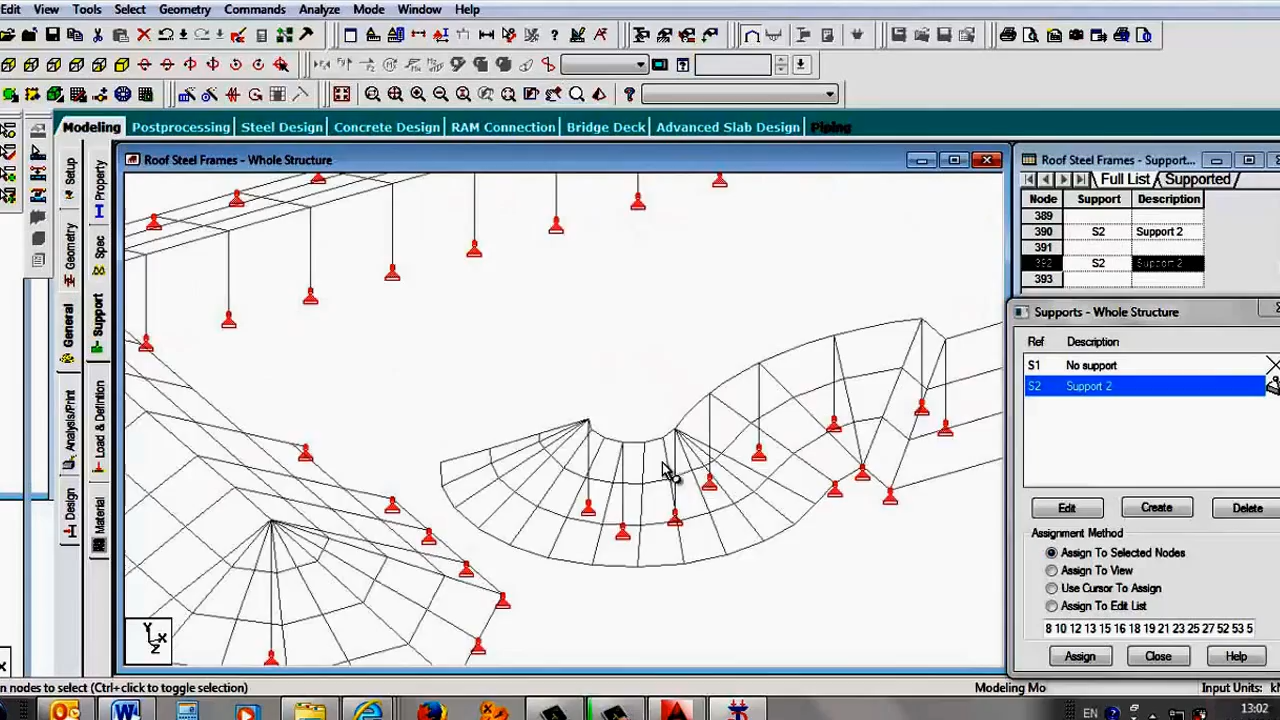 Edit View Tools Select Geometry Commands Analyze Mode Window Help
Modeling Postprocessing Steel Design Concrete Design RAM Connection Bridge Deck Advanced Slab Design Piping
Roof Steel Frames - Whole Structure
Setup
Geometry
General
Analysis/Print
Design
Property
Spec
Support
Load & Definition
Material
Y
X
Z
Roof Steel Frames - Support...
Full List Supported
Node Support Description
389
390 S2 Support 2
391
392 S2 Support 2
393
Supports - Whole Structure
Ref Description
S1 No support
S2 Support 2
Edit Create Delete
Assignment Method
Assign To Selected Nodes
Assign To View
Use Cursor To Assign
Assign To Edit List
8 10 12 13 15 16 18 19 21 23 25 27 52 53 5
Assign Close Help
n nodes to select (Ctrl+click to toggle selection)
Modeling Mo
Input Units: kl
EN
13:02